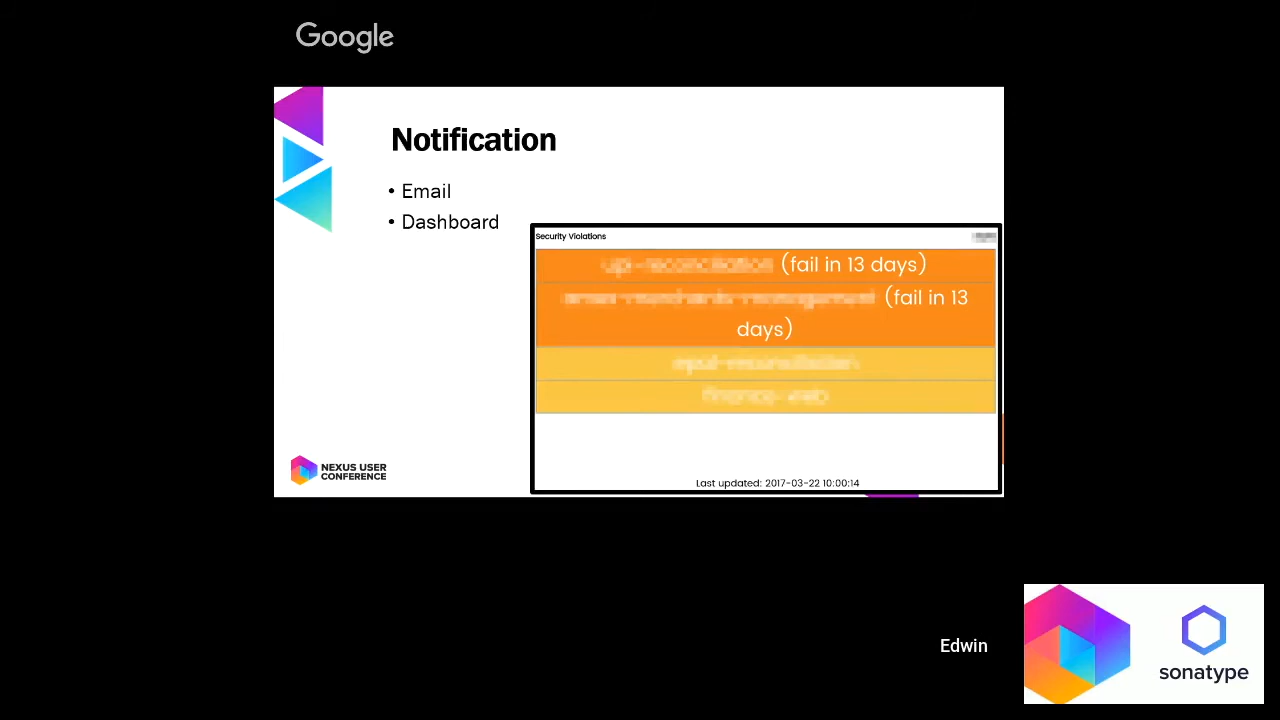 Google
Notification
• Email
• Dashboard
Security Violations
(fail in 13 days)
(fail in 13
days)
Last updated: 2017-03-22 10:00:14
NEXUS USER
CONFERENCE
Edwin
sonatype